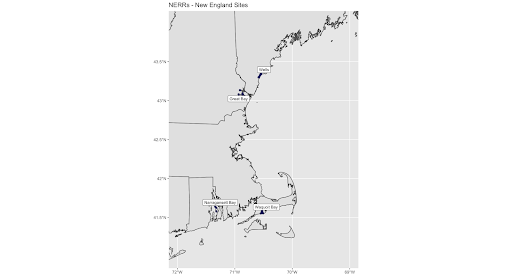 NERRs - New England Sites
Wells
43.5°N
Great Bay
43°N
42.5°N
42°N
Narragansett Bay
Waquoit Bay
41.5°N
72°W
71°W
70°W
69°W